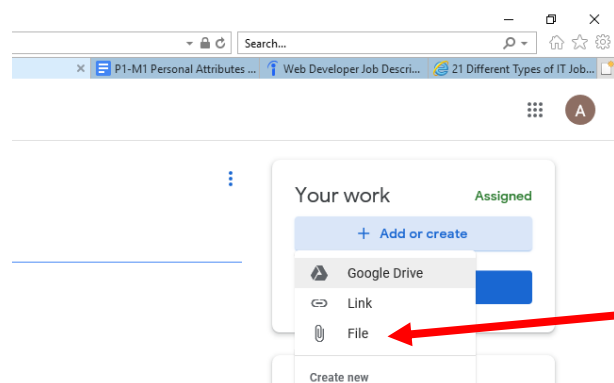 Search...
P1-M1 Personal Attributes ...
Web Developer Job Descri...
21 Different Types of IT Job...
A
Your work
Assigned
+ Add or create
Google Drive
Link
File
Create new